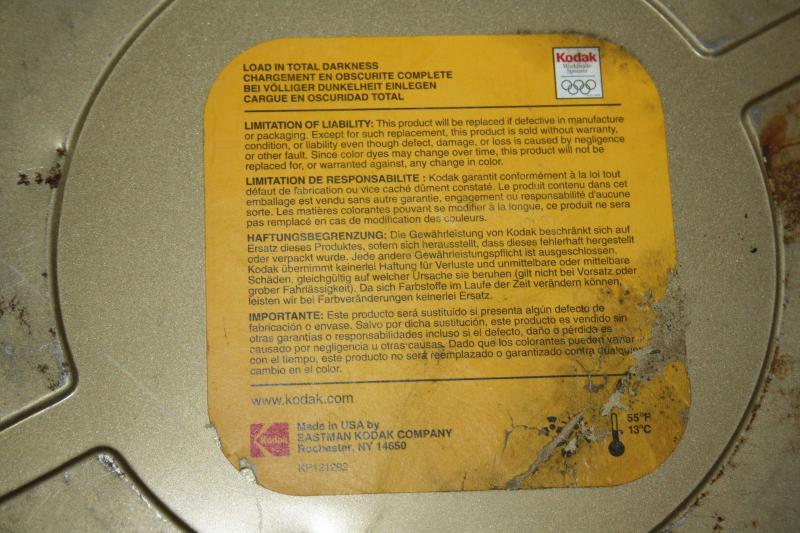 LOAD IN TOTAL DARKNESS
CHARGEMENT EN OBSCURITE COMPLETE
BEI VÖLLIGER DUNKELHEIT EINLEGEN
CARGUE EN OSCURIDAD TOTAL
Kodak
Worldwide
Sponsor
LIMITATION OF LIABILITY: This product will be replaced if defective in manufacture
or packaging. Except for such replacement, this product is sold without warranty,
condition, or liability even though defect, damage, or loss is caused by negligence
or other fault. Since color dyes may change over time, this product will not be
replaced for, or warranted against, any change in color.
LIMITATION DE RESPONSABILITE : Kodak garantit conformément à la loi tout
défaut de fabrication ou vice caché dûment constaté. Le produit contenu dans cet
emballage est vendu sans autre garantie, engagement ou responsabilité d'aucune
sorte. Les matières colorantes pouvant se modifier à la longue, ce produit ne sera
pas remplacé en cas de modification des couleurs.
HAFTUNGSBEGRENZUNG: Die Gewährleistung von Kodak beschränkt sich auf
Ersatz dieses Produktes, sofern sich herausstellt, dass dieses fehlerhaft hergestellt
oder verpackt wurde. Jede andere Gewährleistungspflicht ist ausgeschlossen.
Kodak übernimmt keinerlei Haftung für Verluste und unmittelbare oder mittelbare
Schäden, gleichgültig auf welcher Ursache sie beruhen (gilt nicht bei Vorsatz oder
grober Fahrlässigkeit). Da sich Farbstoffe im Laufe der Zeit verändern können,
leisten wir bei Farbveränderungen keinerlei Ersatz.
IMPORTANTE: Este producto será sustituido si presenta algún defecto de
fabricación o envase. Salvo por dicha sustitución, este producto es vendido sin
otras garantías o responsabilidades incluso si el defecto, daño o pérdida es
causado por negligencia u otras causas. Dado que los colorantes pueden variar
con el tiempo, este producto no será reemplazado o garantizado contra cualquier
cambio en el color.
www.kodak.com
Kodak
Made in USA by
EASTMAN KODAK COMPANY
Rochester, NY 14650
KP121292
55°F
13°C